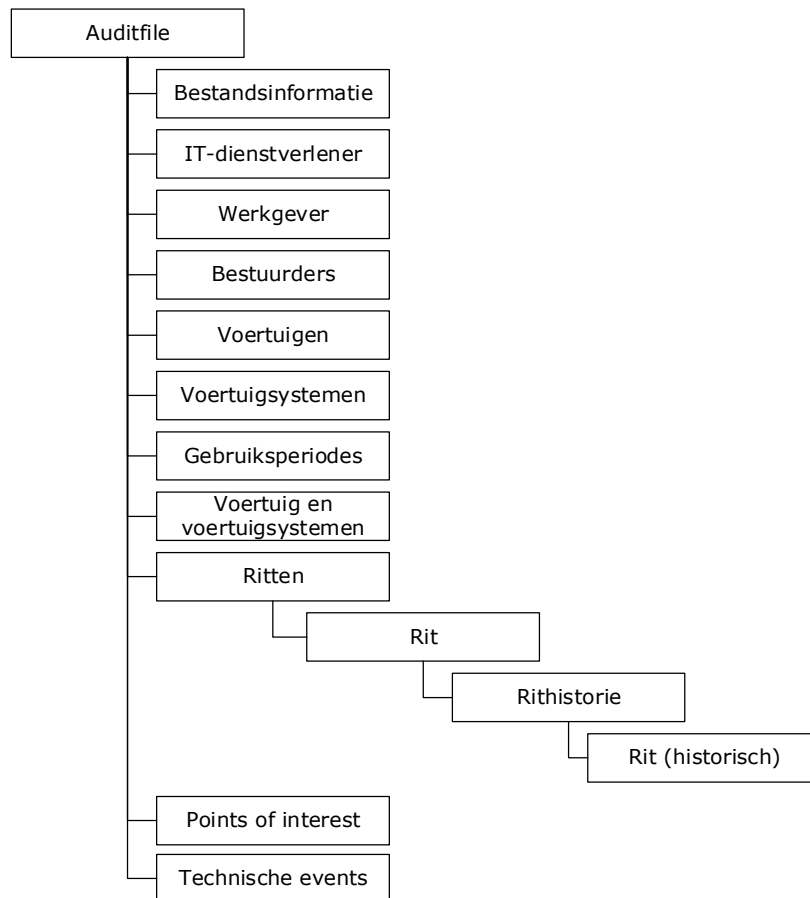 Auditfile
Bestandsinformatie
IT-dienstverlener
Werkgever
Bestuurders
Voertuigen
Voertuigsystemen
Gebruiksperiodes
Voertuig en
voertuigsystemen
Ritten
Rit
Rithistorie
Rit (historisch)
Points of interest
Technische events